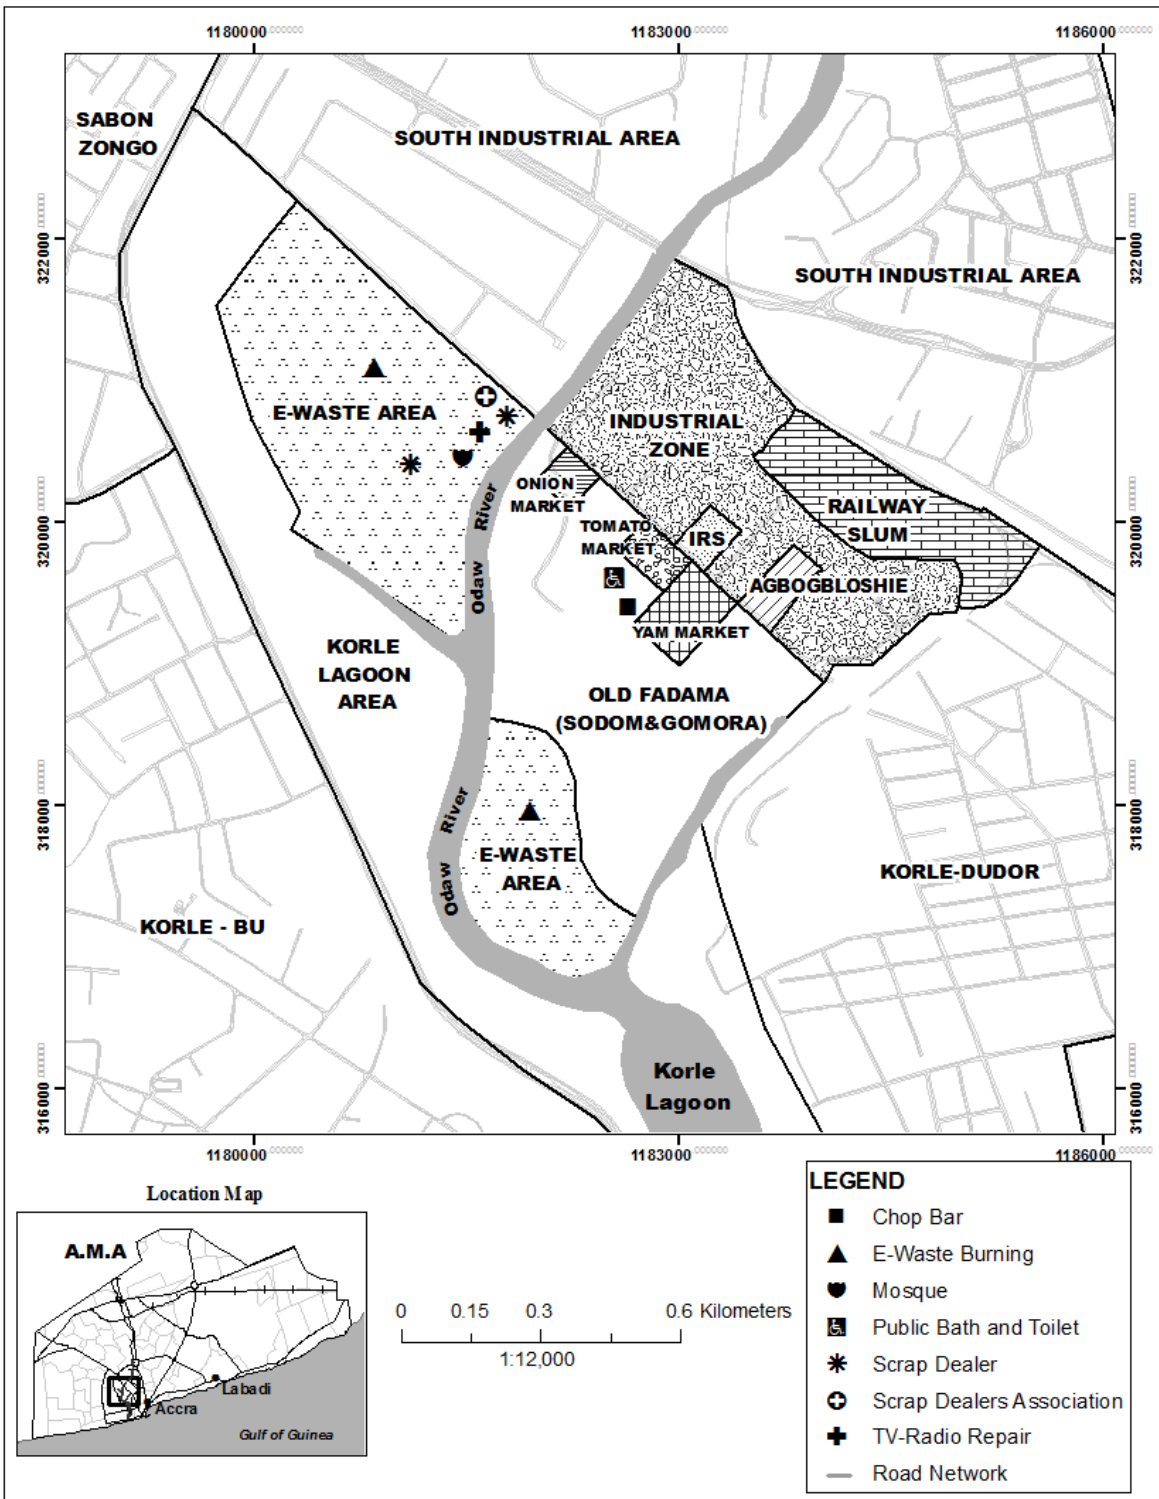 1180000
1183000
1186000
SABON
ZONGO
SOUTH INDUSTRIAL AREA
322000
322000
SOUTH INDUSTRIAL AREA
E-WASTE AREA
INDUSTRIAL
ZONE
ONION
MARKET
River
Odaw
TOMATO
MARKET
IRS
RAILWAY
SLUM
320000
320000
AGBOGBLOSHIE
YAM MARKET
KORLE
LAGOON
AREA
OLD FADAMA
(SODOM&GOMORA)
318000
318000
River
Odaw
E-WASTE
AREA
KORLE-DUDOR
KORLE - BU
Korle
Lagoon
316000
316000
1180000
1183000
1186000
Location Map
A.M.A
Labadi
Accra
Gulf of Guinea
0 0.15 0.3 0.6 Kilometers
1:12,000
LEGEND
Chop Bar
E-Waste Burning
Mosque
Public Bath and Toilet
Scrap Dealer
Scrap Dealers Association
TV-Radio Repair
Road Network